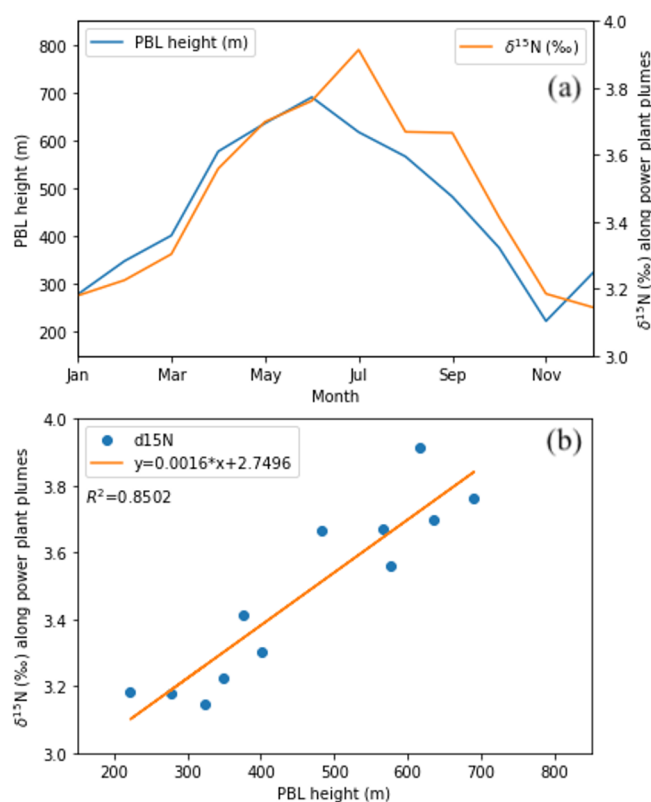 PBL height (m)
δ¹⁵N (‰)
(a)
800
700
600
500
400
300
200
PBL height (m)
4.0
3.8
3.6
3.4
3.2
3.0
δ¹⁵N (‰) along power plant plumes
Jan Mar May Jul Sep Nov
Month
d15N
y=0.0016*x+2.7496
R²=0.8502
(b)
4.0
3.8
3.6
3.4
3.2
3.0
δ¹⁵N (‰) along power plant plumes
200 300 400 500 600 700 800
PBL height (m)